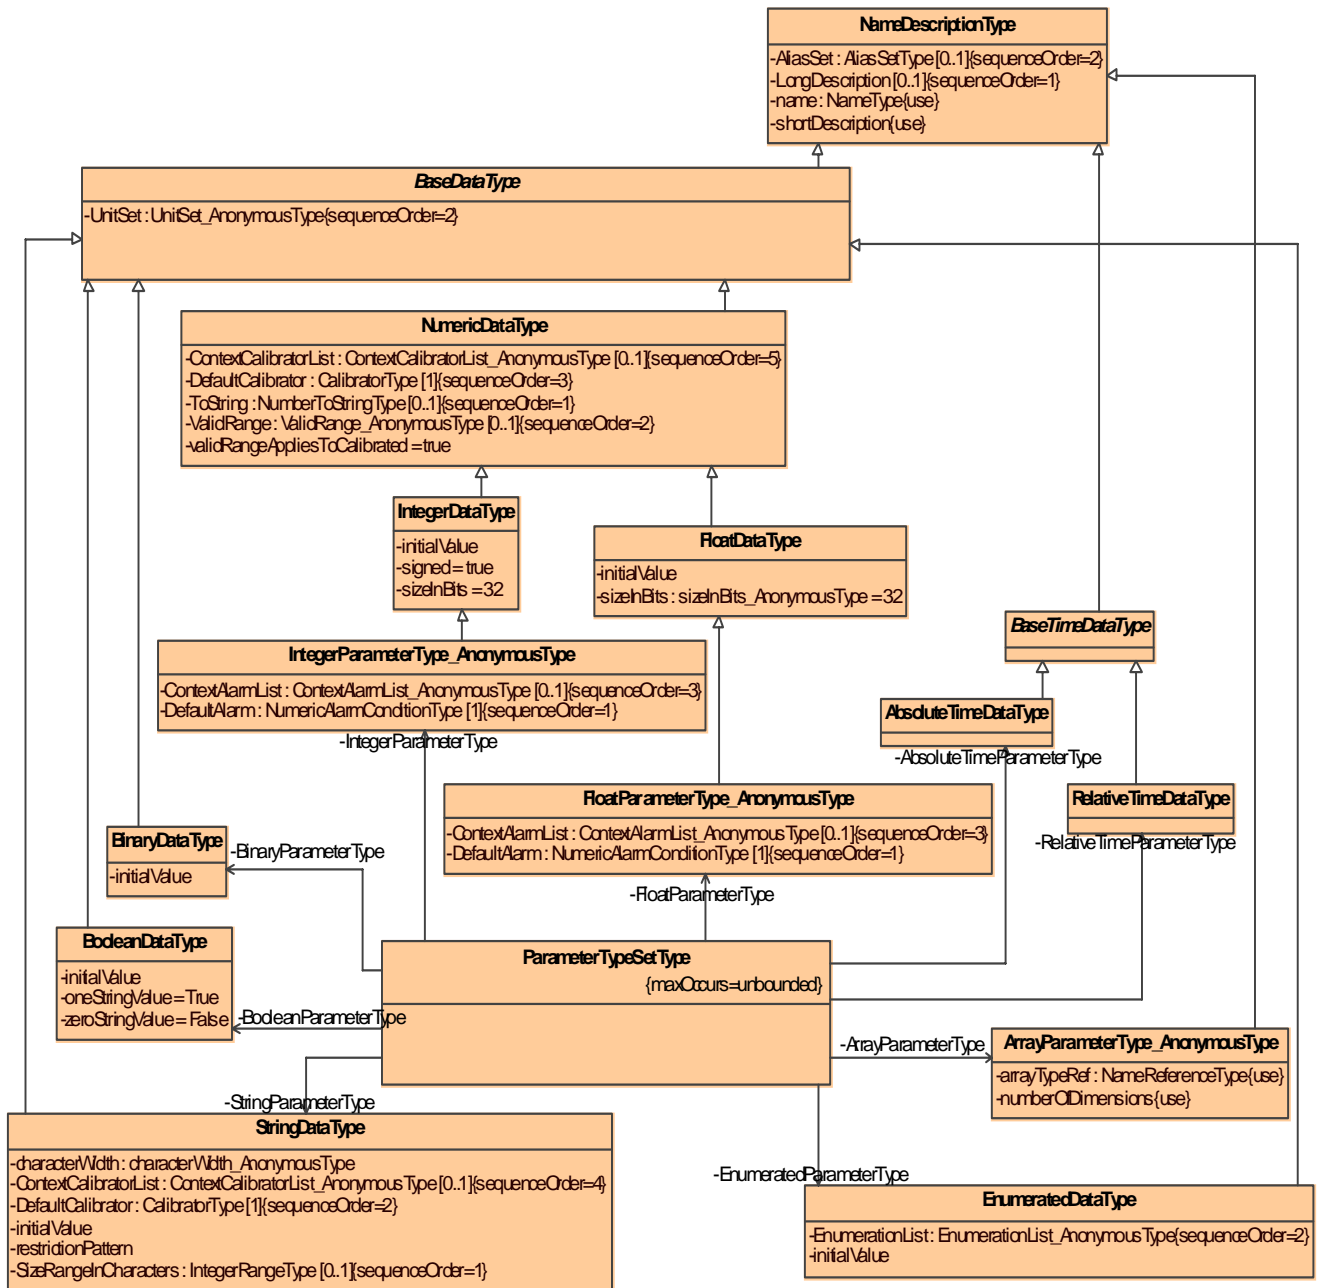 NameDescriptionType
-AliasSet : AliasSetType [0..1]{sequenceOrder=2}
-LongDescription [0..1]{sequenceOrder=1}
-name : NameType{use}
-shortDescription{use}
BaseDataType
-UnitSet : UnitSet_AnonymousType{sequenceOrder=2}
NumericDataType
-ContextCalibratorList : ContextCalibratorList_AnonymousType [0..1]{sequenceOrder=5}
-DefaultCalibrator : CalibratorType [1]{sequenceOrder=3}
-ToString : NumberToStringType [0..1]{sequenceOrder=1}
-ValidRange : ValidRange_AnonymousType [0..1]{sequenceOrder=2}
-validRangeAppliesToCalibrated = true
IntegerDataType
-initialValue
-signed = true
-sizeInBits = 32
FloatDataType
-initialValue
-sizeInBits : sizeInBits_AnonymousType = 32
BaseTimeDataType
IntegerParameterType_AnonymousType
-ContextAlarmList : ContextAlarmList_AnonymousType [0..1]{sequenceOrder=3}
-DefaultAlarm : NumericAlarmConditionType [1]{sequenceOrder=1}
-IntegerParameterType
AbsoluteTimeDataType
-AbsoluteTimeParameterType
FloatParameterType_AnonymousType
-ContextAlarmList : ContextAlarmList_AnonymousType [0..1]{sequenceOrder=3}
-DefaultAlarm : NumericAlarmConditionType [1]{sequenceOrder=1}
-FloatParameterType
RelativeTimeDataType
-RelativeTimeParameterType
BinaryDataType
-initialValue
-BinaryParameterType
BooleanDataType
-initialValue
-oneStringValue = True
-zeroStringValue = False
-BooleanParameterType
ParameterTypeSetType
{maxOccurs=unbounded}
-ArrayParameterType
ArrayParameterType_AnonymousType
-arrayTypeRef : NameReferenceType{use}
-numberOfDimensions{use}
-StringParameterType
StringDataType
-characterWidth : characterWidth_AnonymousType
-ContextCalibratorList : ContextCalibratorList_AnonymousType [0..1]{sequenceOrder=4}
-DefaultCalibrator : CalibratorType [1]{sequenceOrder=2}
-initialValue
-restrictionPattern
-SizeRangeInCharacters : IntegerRangeType [0..1]{sequenceOrder=1}
-EnumeratedParameterType
EnumeratedDataType
-EnumerationList : EnumerationList_AnonymousType{sequenceOrder=2}
-initialValue